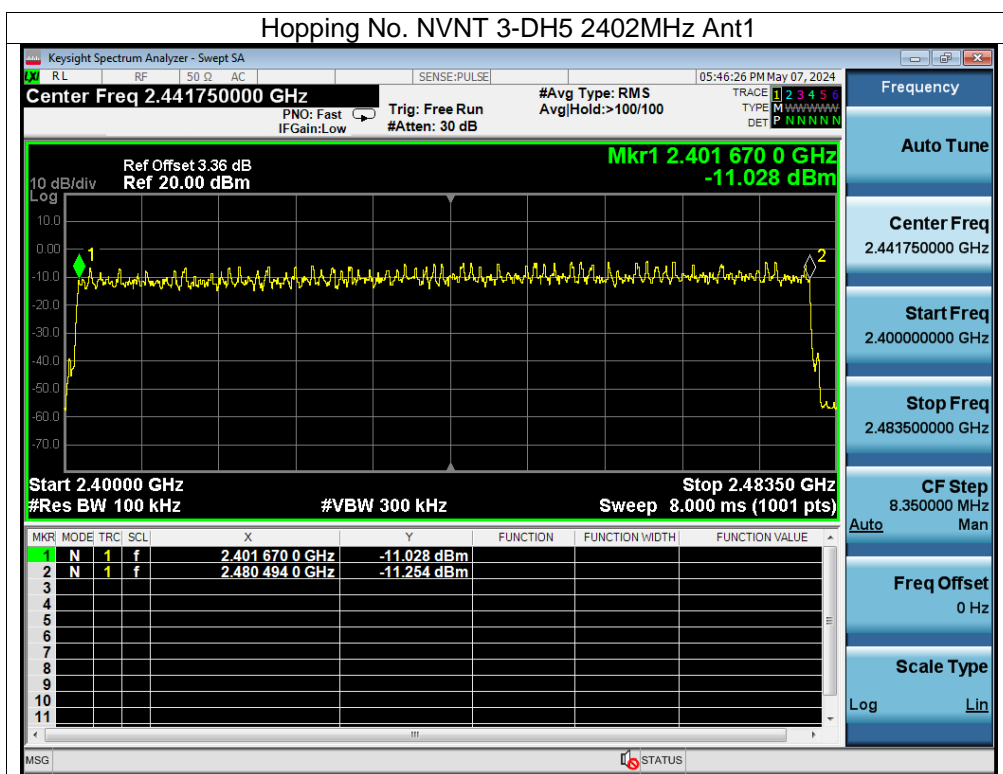 Hopping No. NVNT 3-DH5 2402MHz Ant1
Keysight Spectrum Analyzer - Swept SA
LXI RL RF 50 Ω AC SENSE:PULSE 05:46:26 PM May 07, 2024
Center Freq 2.441750000 GHz
PNO: Fast
IFGain:Low
Trig: Free Run
#Atten: 30 dB
#Avg Type: RMS
Avg|Hold:>100/100
TRACE 1 2 3 4 5 6
TYPE M WWWWW
DET P N N N N N
Ref Offset 3.36 dB
Ref 20.00 dBm
10 dB/div
Log
Mkr1 2.401 670 0 GHz
-11.028 dBm
10.0
0.00
-10.0
-20.0
-30.0
-40.0
-50.0
-60.0
-70.0
1
2
Start 2.40000 GHz Stop 2.48350 GHz
#Res BW 100 kHz #VBW 300 kHz Sweep 8.000 ms (1001 pts)
MKR MODE TRC SCL X Y FUNCTION FUNCTION WIDTH FUNCTION VALUE
1 N 1 f 2.401 670 0 GHz -11.028 dBm
2 N 1 f 2.480 494 0 GHz -11.254 dBm
3
4
5
6
7
8
9
10
11
MSG STATUS
Frequency
Auto Tune
Center Freq
2.441750000 GHz
Start Freq
2.400000000 GHz
Stop Freq
2.483500000 GHz
CF Step
8.350000 MHz
Auto Man
Freq Offset
0 Hz
Scale Type
Log Lin